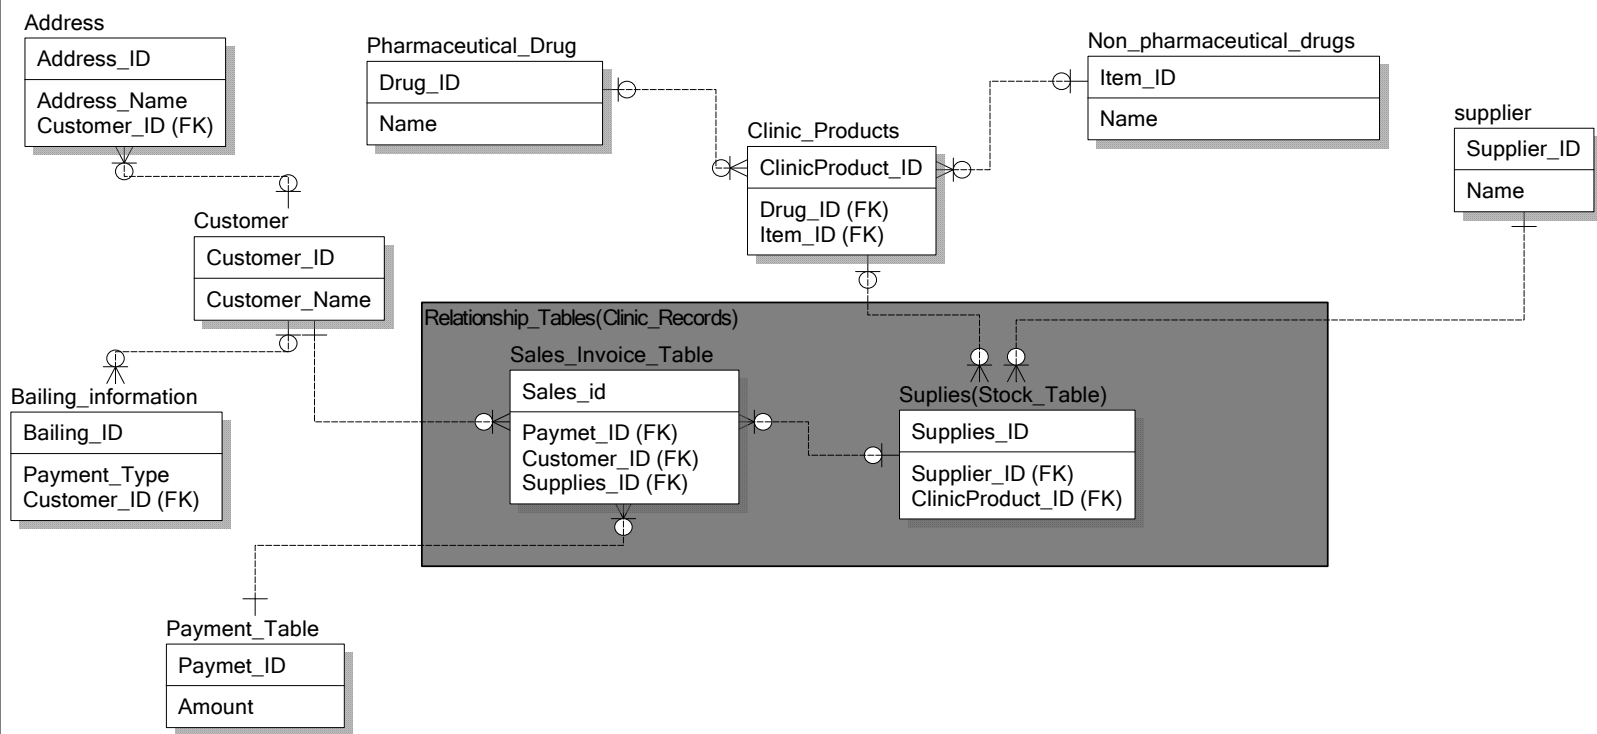 Address
Address_ID
Address_Name
Customer_ID (FK)
Pharmaceutical_Drug
Drug_ID
Name
Non_pharmaceutical_drugs
Item_ID
Name
Clinic_Products
ClinicProduct_ID
Drug_ID (FK)
Item_ID (FK)
supplier
Supplier_ID
Name
Customer
Customer_ID
Customer_Name
Relationship_Tables(Clinic_Records)
Sales_Invoice_Table
Sales_id
Paymet_ID (FK)
Customer_ID (FK)
Supplies_ID (FK)
Suplies(Stock_Table)
Supplies_ID
Supplier_ID (FK)
ClinicProduct_ID (FK)
Bailing_information
Bailing_ID
Payment_Type
Customer_ID (FK)
Payment_Table
Paymet_ID
Amount